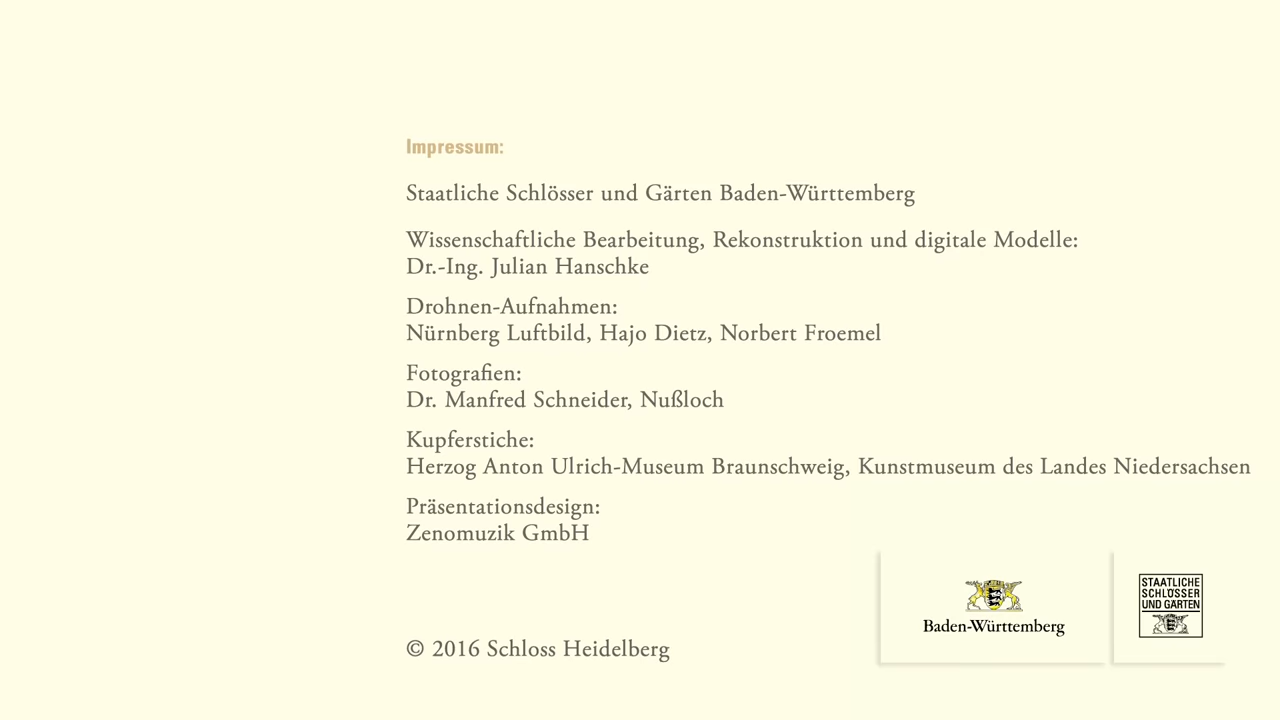 Impressum:
Staatliche Schlösser und Gärten Baden-Württemberg
Wissenschaftliche Bearbeitung, Rekonstruktion und digitale Modelle:
Dr.-Ing. Julian Hanschke
Drohnen-Aufnahmen:
Nürnberg Luftbild, Hajo Dietz, Norbert Froemel
Fotografien:
Dr. Manfred Schneider, Nußloch
Kupferstiche:
Herzog Anton Ulrich-Museum Braunschweig, Kunstmuseum des Landes Niedersachsen
Präsentationsdesign:
Zenomuzik GmbH
© 2016 Schloss Heidelberg
Baden-Württemberg
STAATLICHE
SCHLÖSSER
UND GÄRTEN